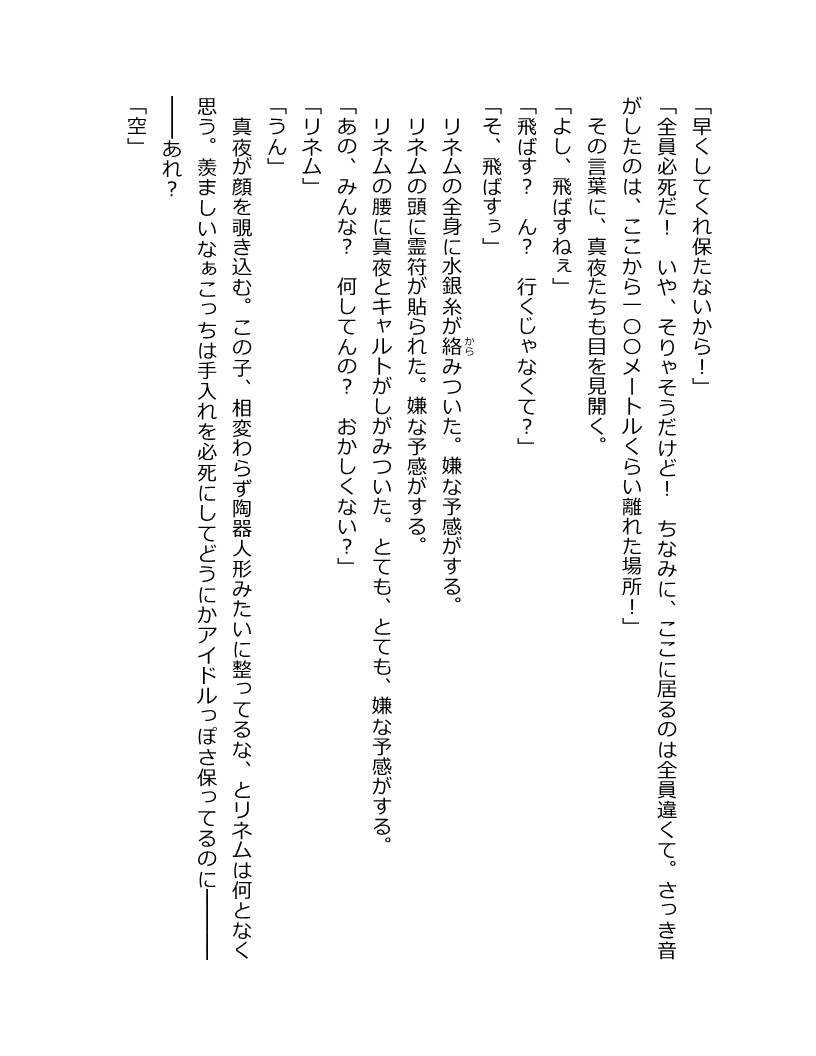 「早くしてくれ保たないから！」
「全員必死だ！　いや、そりゃそうだけど！　ちなみに、ここに居るのは全員違くて。さっき音
がしたのは、ここから一〇〇メートルくらい離れた場所！」
　その言葉に、真夜たちも目を見開く。
「よし、飛ばすねぇ」
「飛ばす？　ん？　行くじゃなくて？」
「そ、飛ばすぅ」
　リネムの全身に水銀糸が絡みついた。嫌な予感がする。
　リネムの頭に霊符が貼られた。嫌な予感がする。
　リネムの腰に真夜とキャルトがしがみついた。とても、とても、嫌な予感がする。
「あの、みんな？　何してんの？　おかしくない？」
「リネム」
「うん」
　真夜が顔を覗き込む。この子、相変わらず陶器人形みたいに整ってるな、とリネムは何となく
思う。羨ましいなぁこっちは手入れを必死にしてどうにかアイドルっぽさ保ってるのに――
――あれ？
「空」